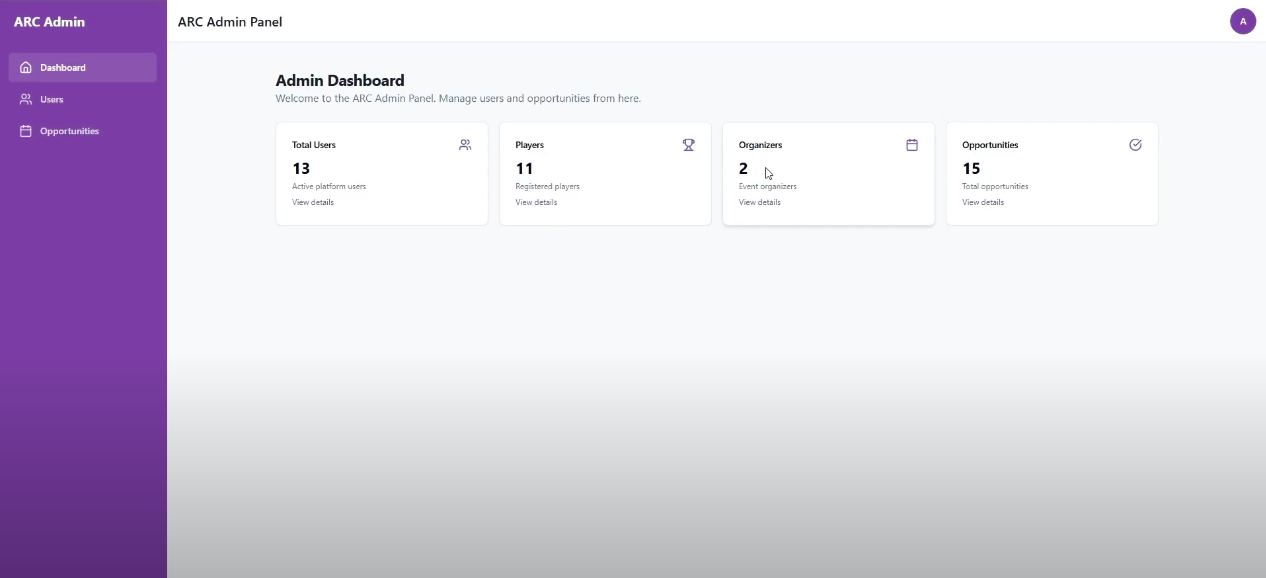 ARC Admin
ARC Admin Panel
A
Dashboard
Users
Opportunities
Admin Dashboard
Welcome to the ARC Admin Panel. Manage users and opportunities from here.
Total Users
13
Active platform users
View details
Players
11
Registered players
View details
Organizers
2
Event organizers
View details
Opportunities
15
Total opportunities
View details